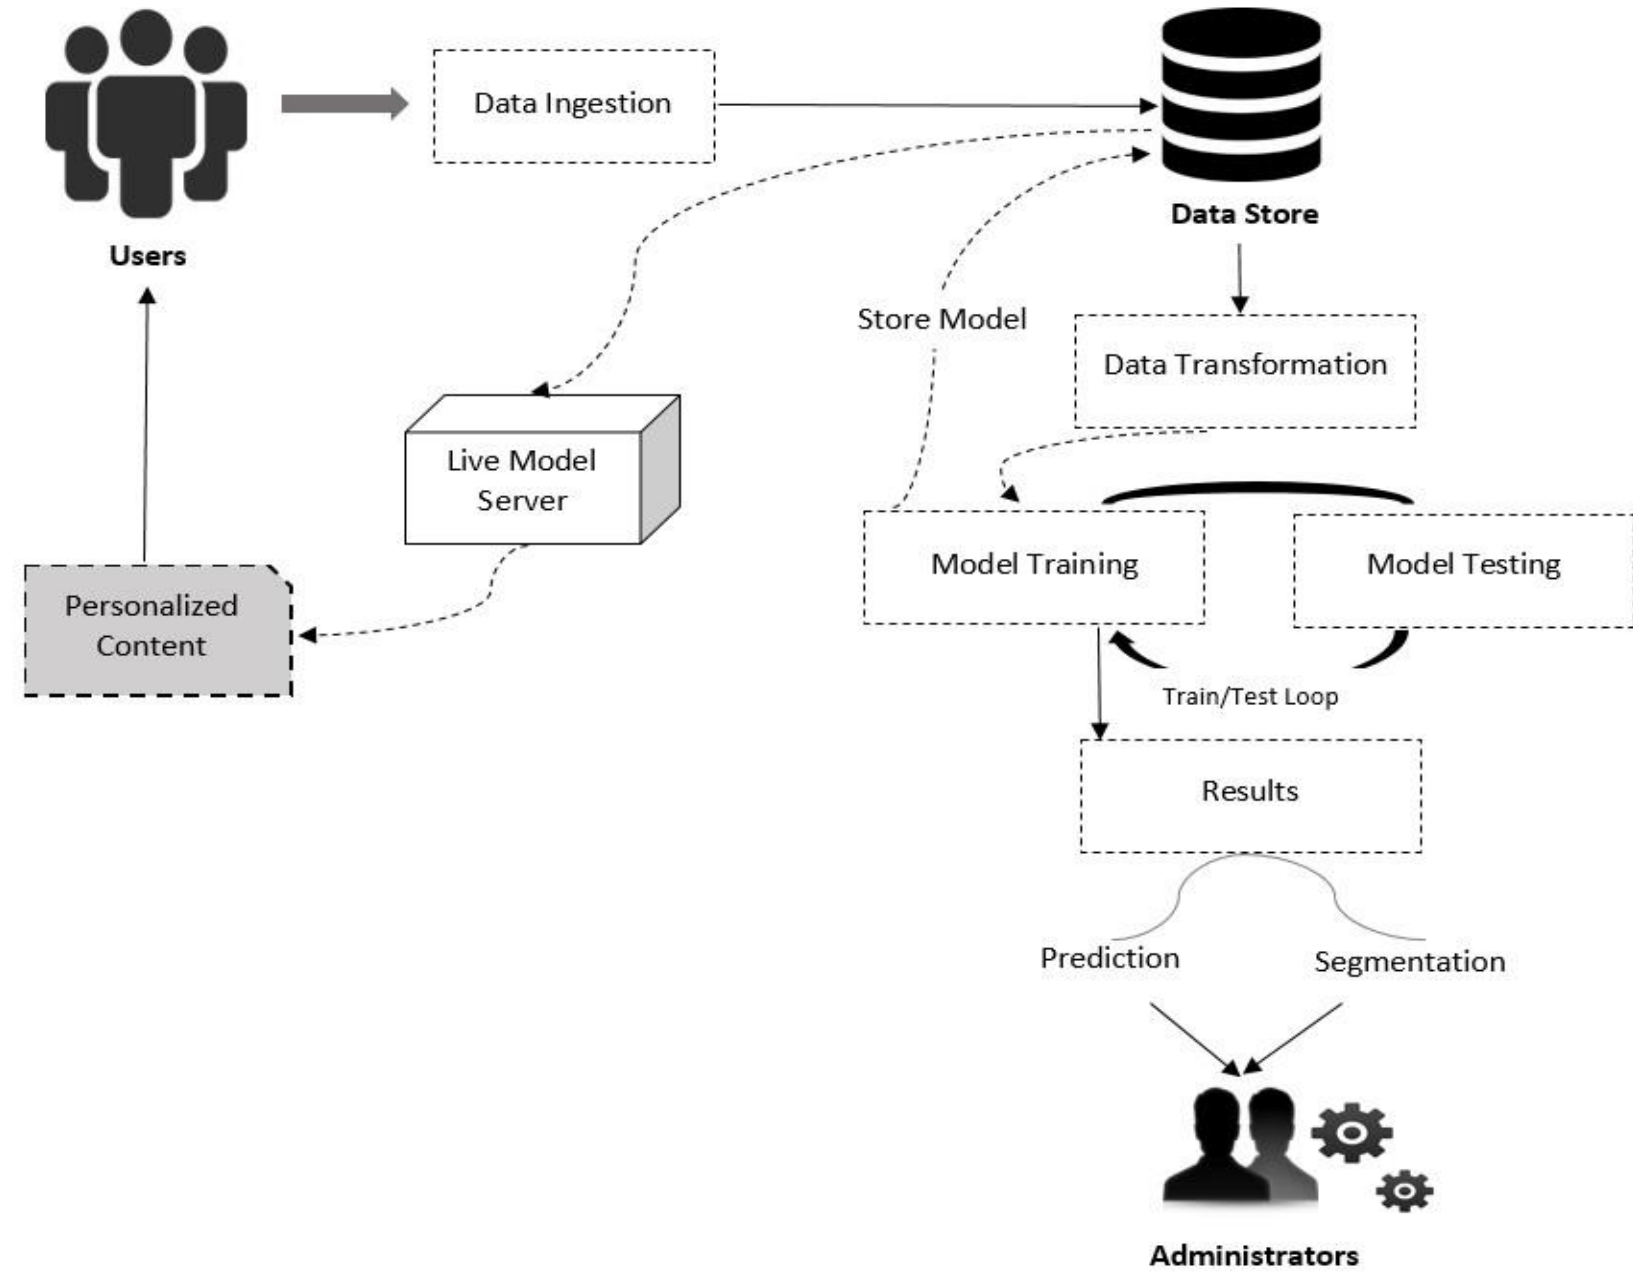 Data Ingestion
Users
Data Store
Store Model
Data Transformation
Live Model
Server
Model Training
Model Testing
Personalized
Content
Train/Test Loop
Results
Prediction
Segmentation
Administrators